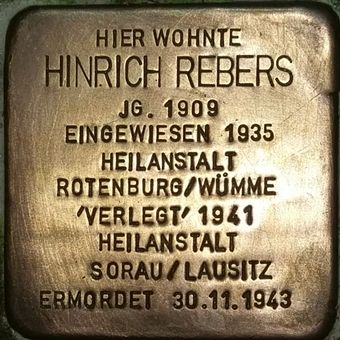 HIER WOHNTE
HINRICH REBERS
JG. 1909
EINGEWIESEN 1935
HEILANSTALT
ROTENBURG/WÜMME
'VERLEGT' 1941
HEILANSTALT
SORAU/LAUSITZ
ERMORDET 30.11.1943